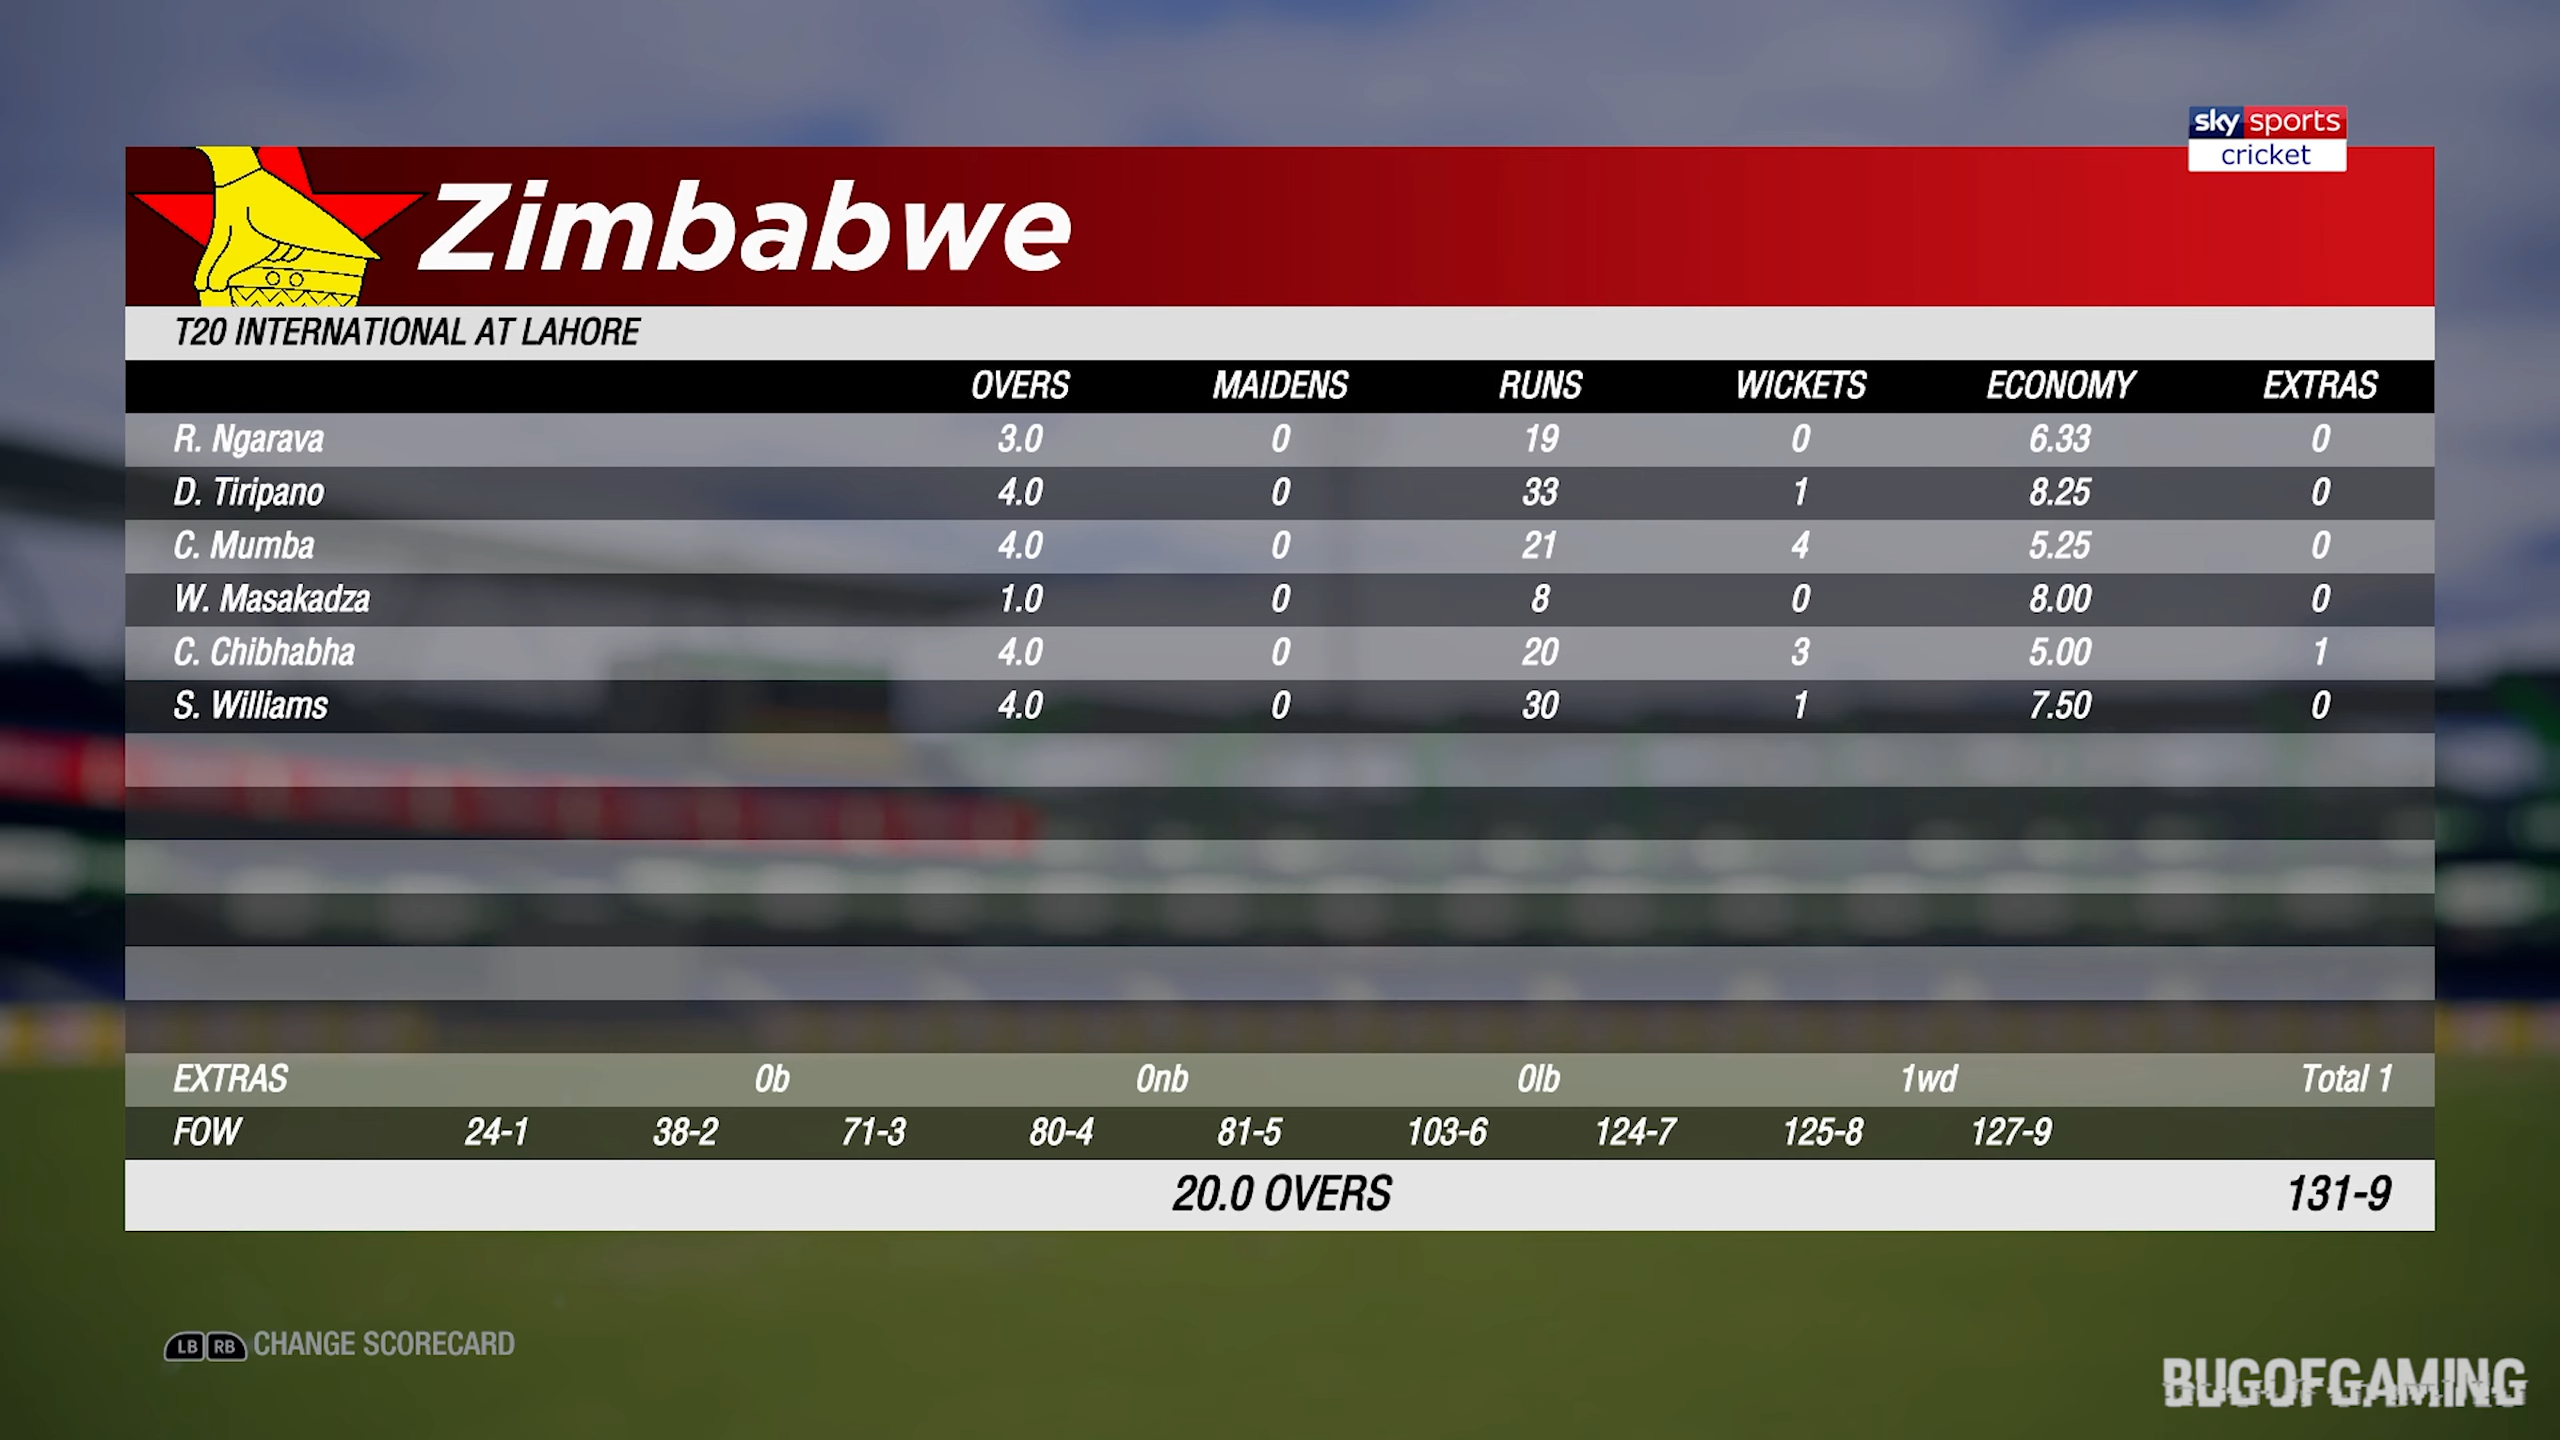 sky sports
cricket
Zimbabwe
T20 INTERNATIONAL AT LAHORE
OVERS MAIDENS RUNS WICKETS ECONOMY EXTRAS
R. Ngarava 3.0 0 19 0 6.33 0
D. Tiripano 4.0 0 33 1 8.25 0
C. Mumba 4.0 0 21 4 5.25 0
W. Masakadza 1.0 0 8 0 8.00 0
C. Chibhabha 4.0 0 20 3 5.00 1
S. Williams 4.0 0 30 1 7.50 0
EXTRAS 0b 0nb 0lb 1wd Total 1
FOW 24-1 38-2 71-3 80-4 81-5 103-6 124-7 125-8 127-9
20.0 OVERS 131-9
LB RB CHANGE SCORECARD
BUGOFGAMING